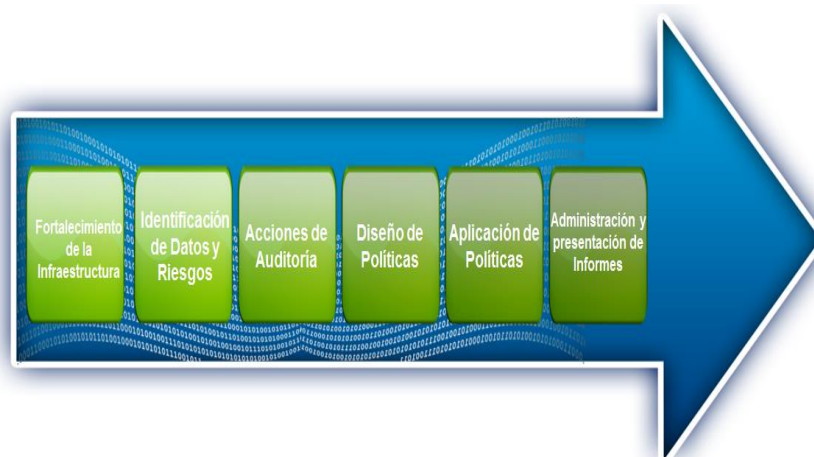 Fortalecimiento
de la
Infraestructura
Identificación
de Datos y
Riesgos
Acciones de
Auditoría
Diseño de
Políticas
Aplicación de
Políticas
Administración y
presentación de
Informes